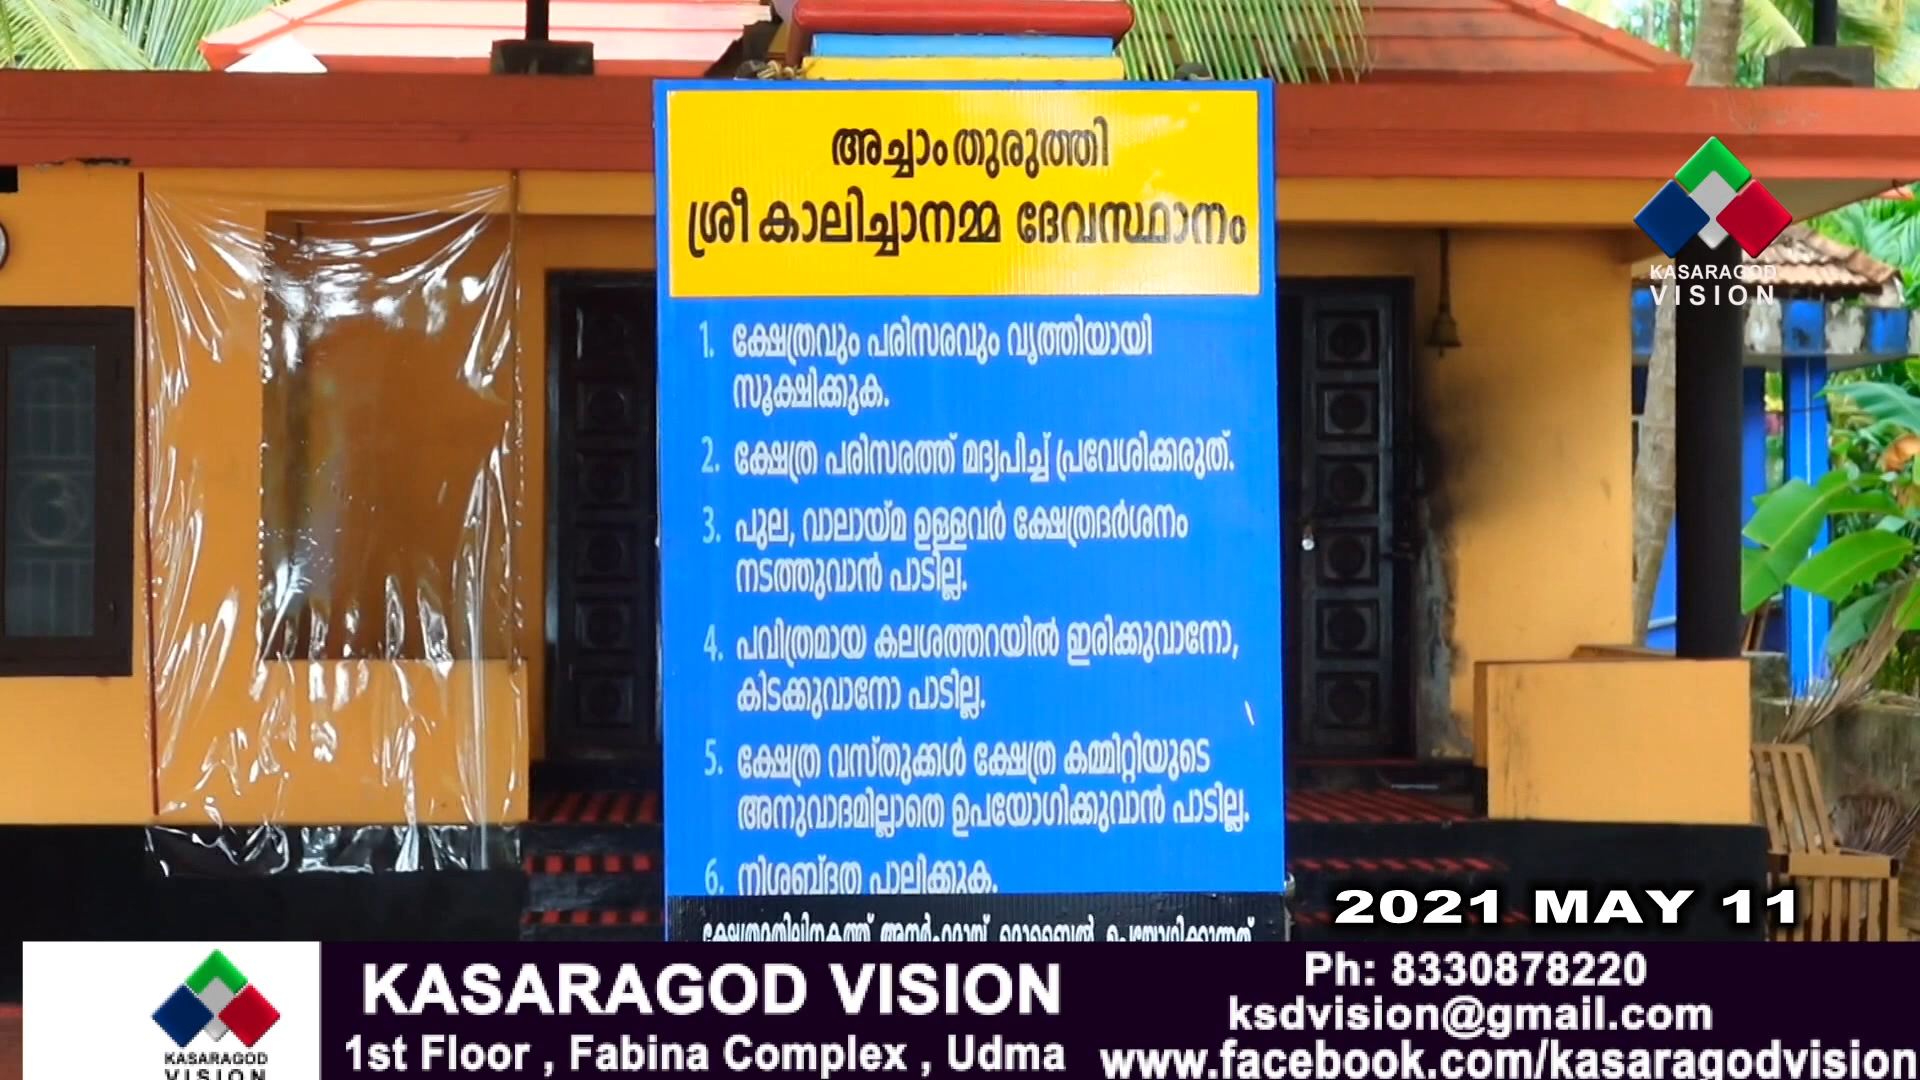 അച്ചാംതുരുത്തി
ശ്രീ കാലിച്ചാനമ്മ ദേവസ്ഥാനം
1. ക്ഷേത്രവും പരിസരവും വൃത്തിയായി
സൂക്ഷിക്കുക.
2. ക്ഷേത്ര പരിസരത്ത് മദ്യപിച്ച് പ്രവേശിക്കരുത്.
3. പുല, വാലായ്മ ഉള്ളവർ ക്ഷേത്രദർശനം
നടത്തുവാൻ പാടില്ല.
4. പവിത്രമായ കലശത്തറയിൽ ഇരിക്കുവാനോ,
കിടക്കുവാനോ പാടില്ല.
5. ക്ഷേത്ര വസ്തുക്കൾ ക്ഷേത്ര കമ്മിറ്റിയുടെ
അനുവാദമില്ലാതെ ഉപയോഗിക്കുവാൻ പാടില്ല.
6. നിശബ്ദത പാലിക്കുക.
KASARAGOD
VISION
2021 MAY 11
KASARAGOD
VISION
KASARAGOD VISION
1st Floor , Fabina Complex , Udma
Ph: 8330878220
ksdvision@gmail.com
www.facebook.com/kasaragodvision